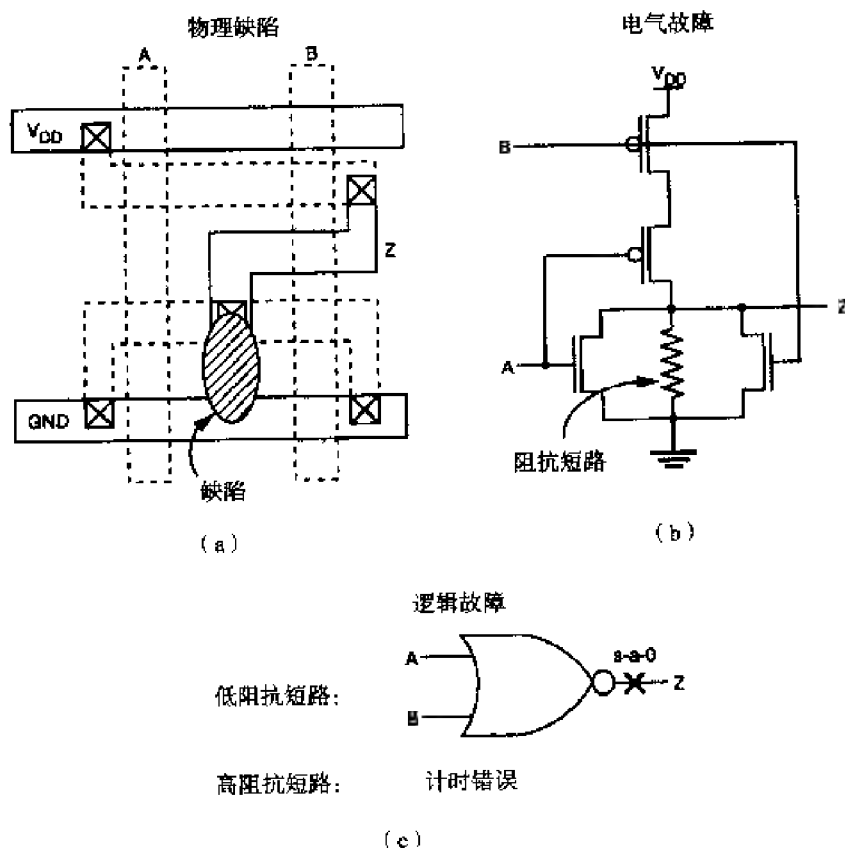 物理缺陷
A
B
V_DD
Z
GND
缺陷
(a)
电气故障
V_DD
B
Z
A
阻抗短路
(b)
逻辑故障
A
s-a-0
Z
低阻抗短路：
B
高阻抗短路：
计时错误
(c)